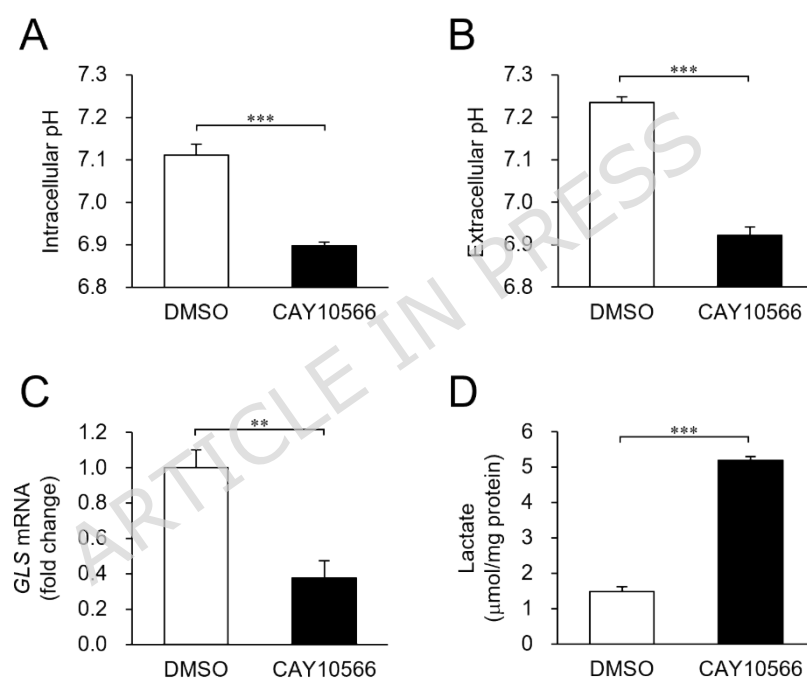 A
Intracellular pH
7.3
7.2
7.1
7.0
6.9
6.8
***
DMSO CAY10566
B
Extracellular pH
7.3
7.2
7.1
7.0
6.9
6.8
***
DMSO CAY10566
C
GLS mRNA
(fold change)
1.2
1.0
0.8
0.6
0.4
0.2
0.0
**
DMSO CAY10566
D
Lactate
(μmol/mg protein)
6
5
4
3
2
1
0
***
DMSO CAY10566
ARTICLE IN PRESS